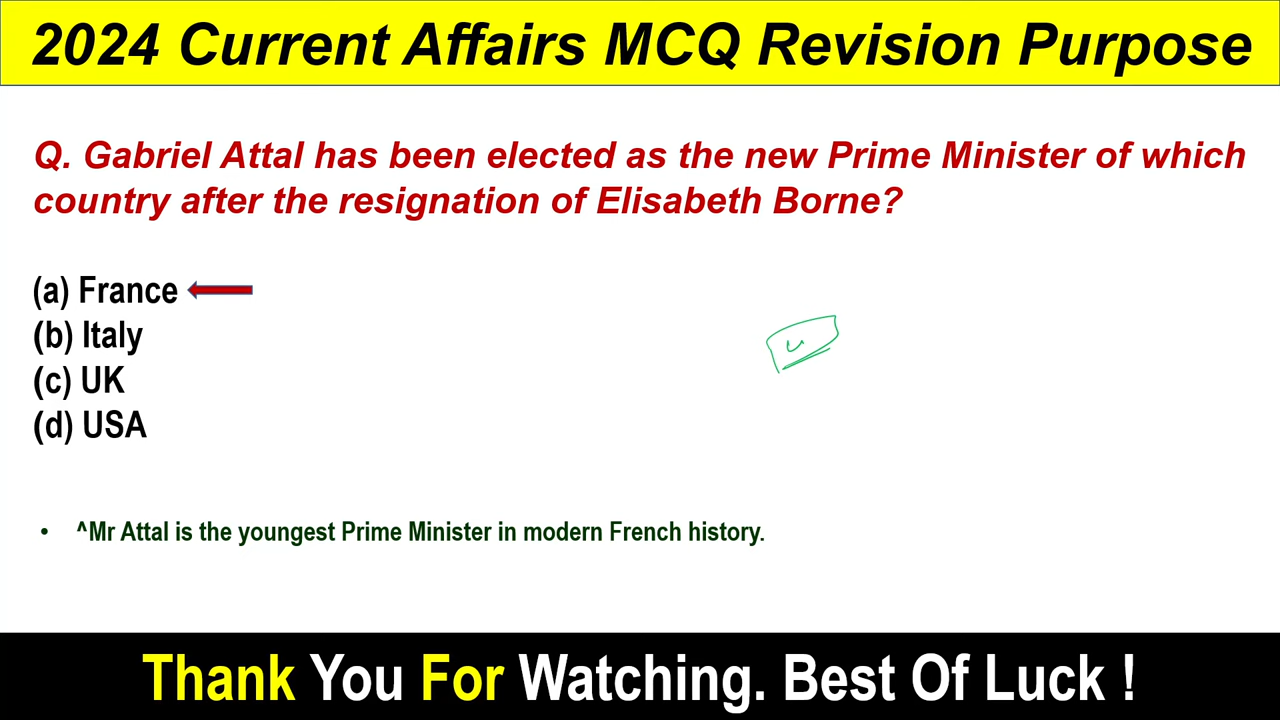 2024 Current Affairs MCQ Revision Purpose
Q. Gabriel Attal has been elected as the new Prime Minister of which
country after the resignation of Elisabeth Borne?
(a) France
(b) Italy
(c) UK
(d) USA
• ^Mr Attal is the youngest Prime Minister in modern French history.
Thank You For Watching. Best Of Luck !